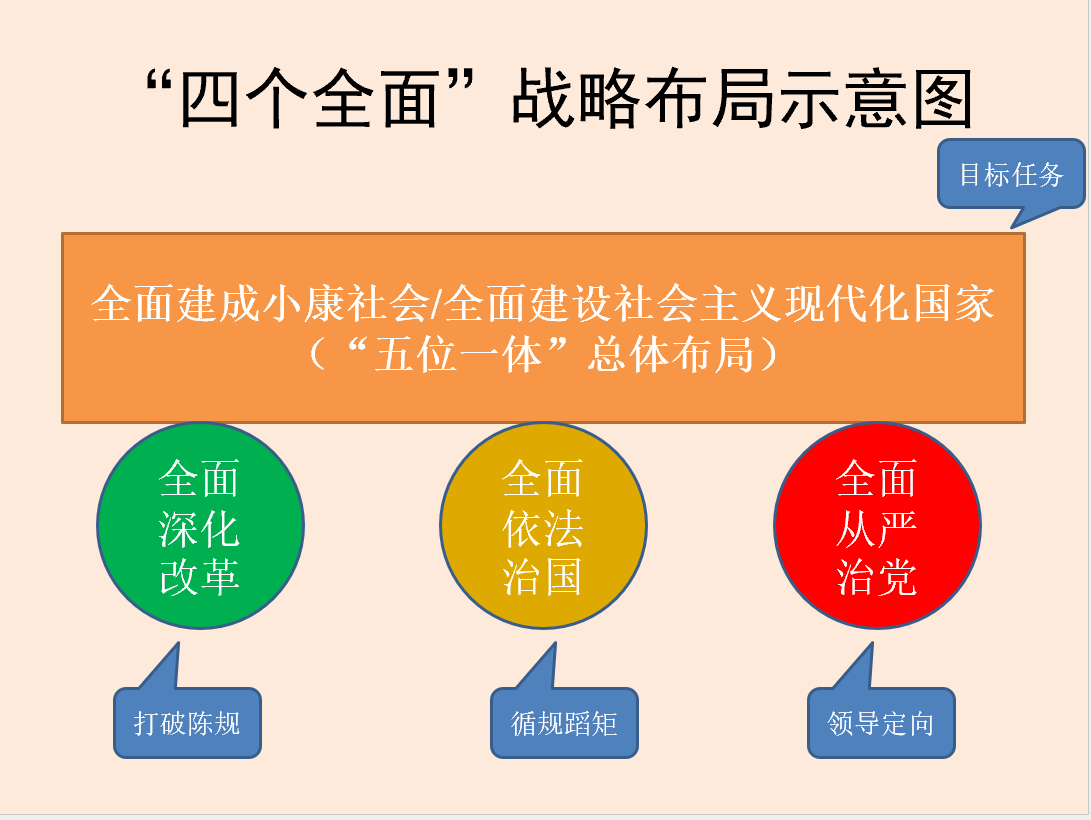 “四个全面”战略布局示意图
目标任务
全面建成小康社会/全面建设社会主义现代化国家
（“五位一体”总体布局）
全面
深化
改革
全面
依法
治国
全面
从严
治党
打破陈规
循规蹈矩
领导定向